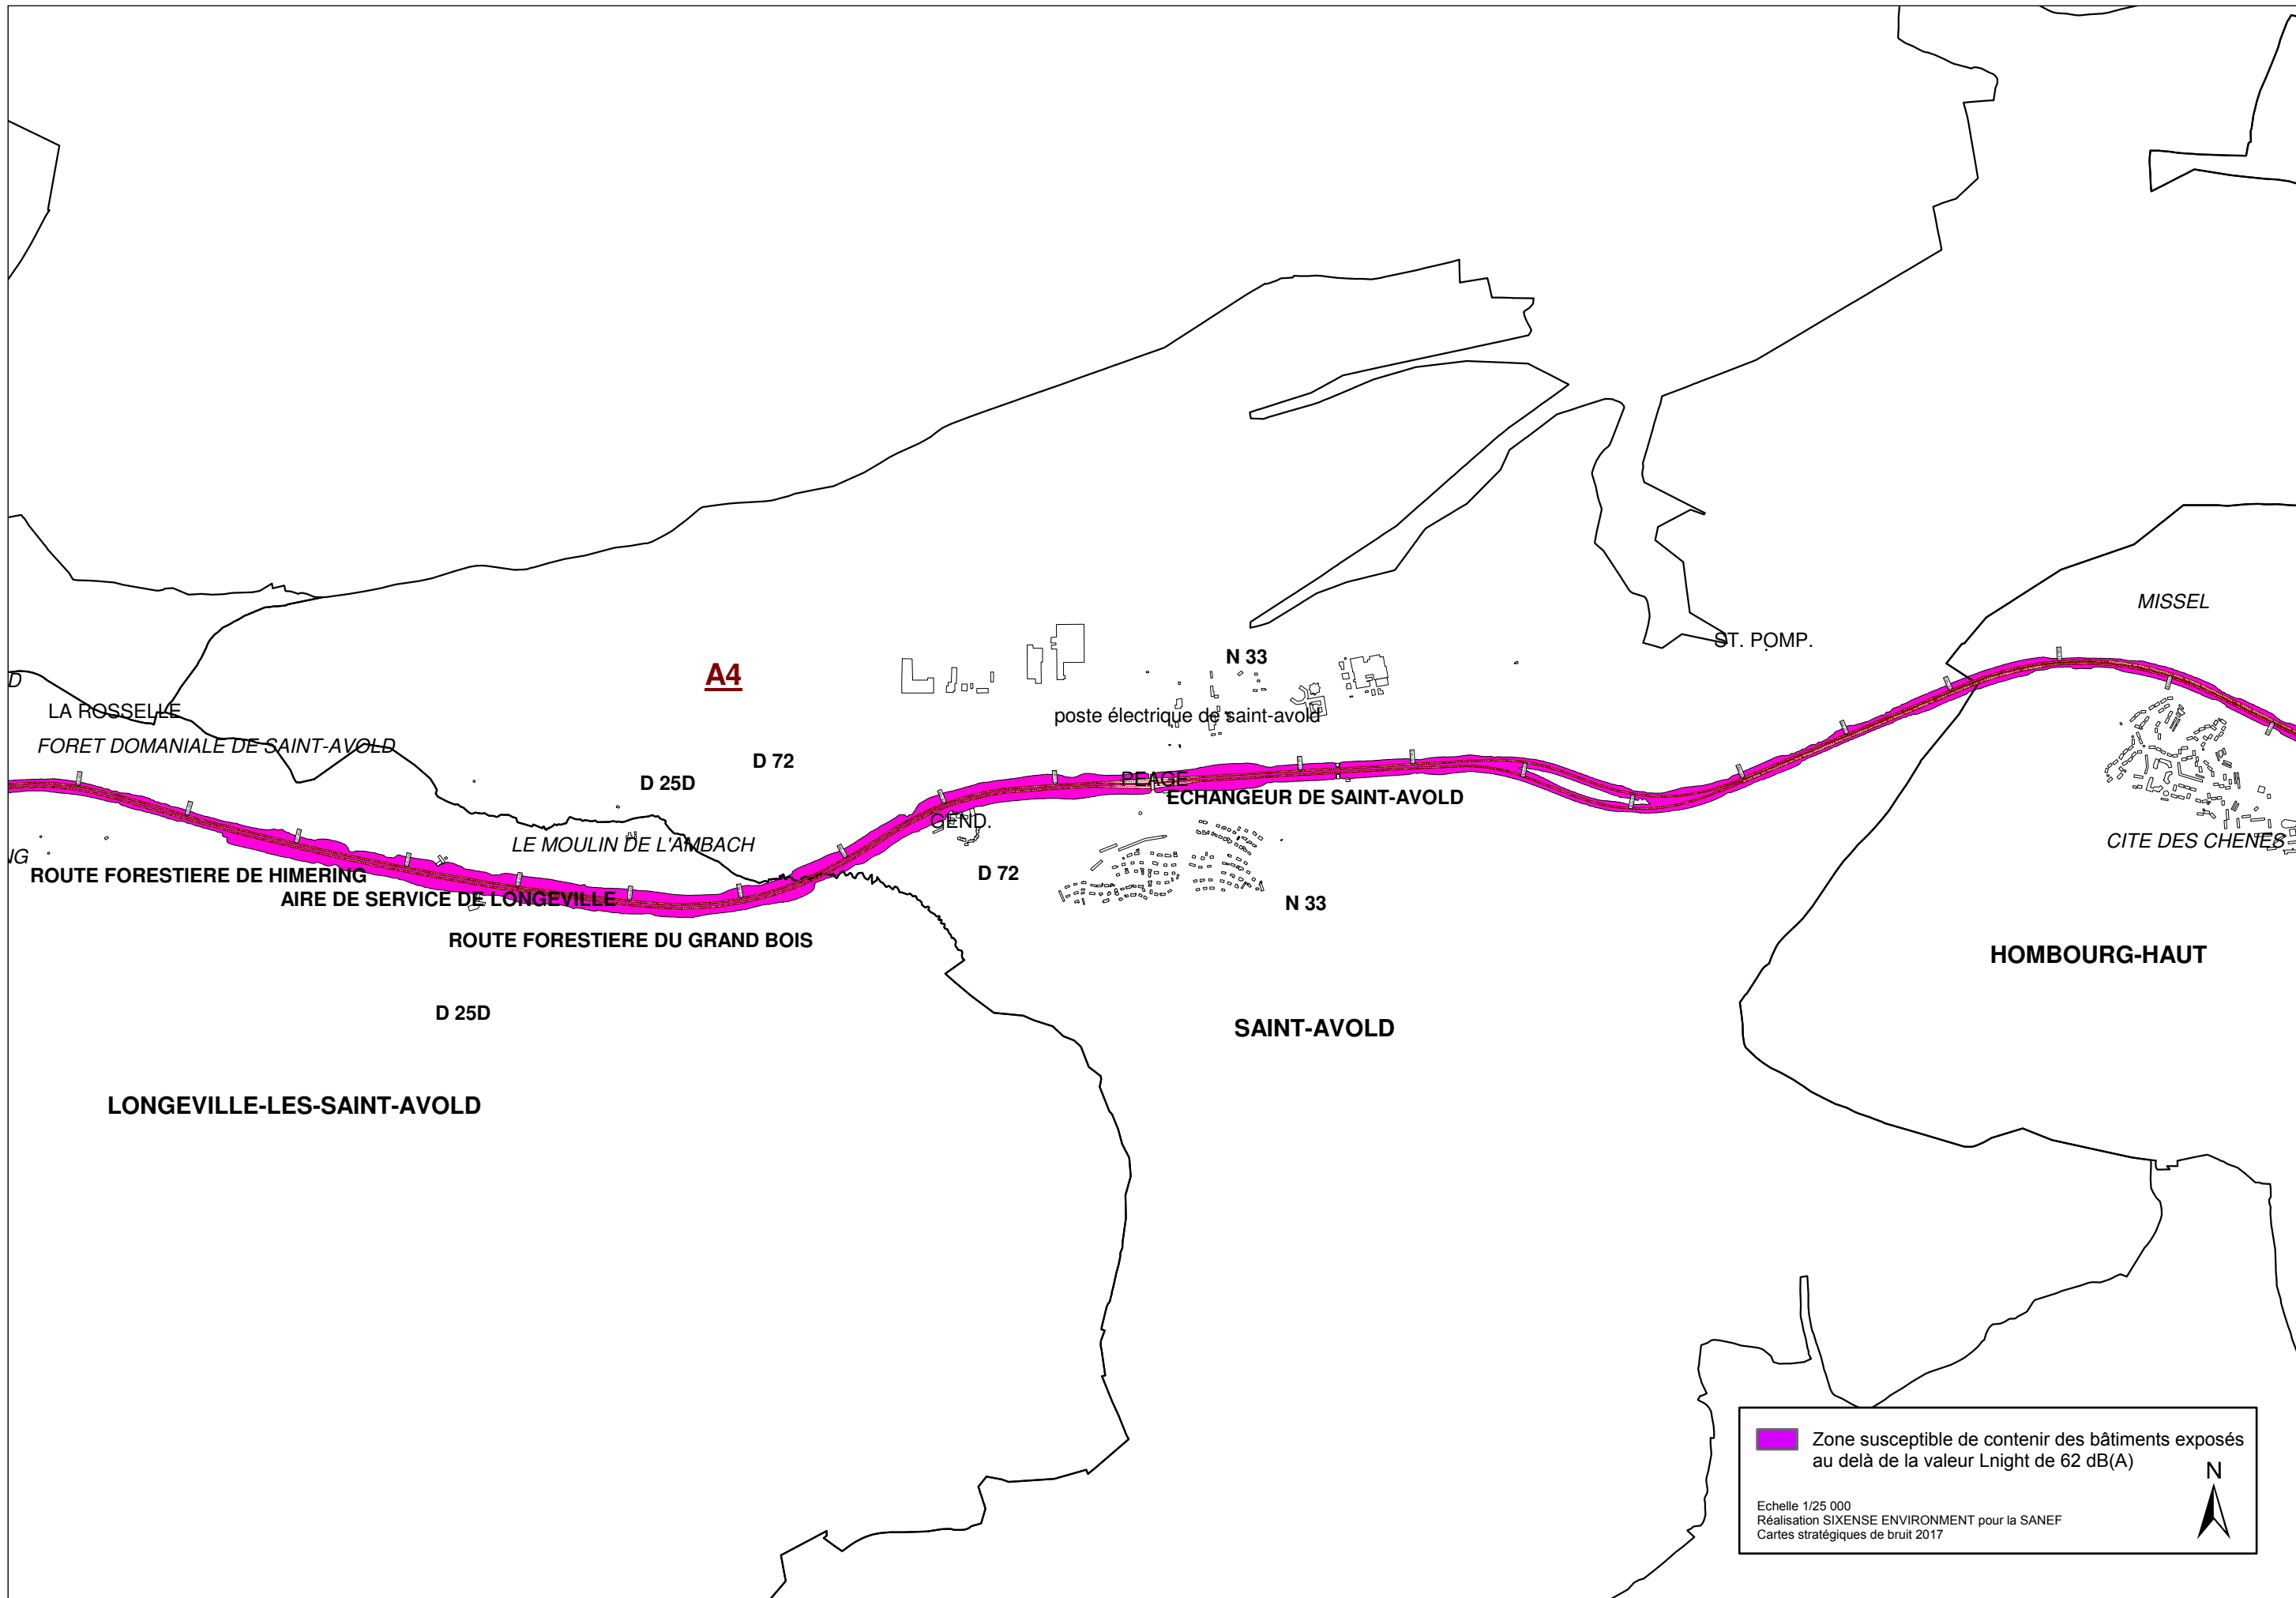 MISSEL
ST. POMP.
N 33
A4
D
LA ROSSELLE
poste électrique de saint-avold
FORET DOMANIALE DE SAINT-AVOLD
D 72
D 25D
PEAGE
ECHANGEUR DE SAINT-AVOLD
GEND.
LE MOULIN DE L'AMBACH
CITE DES CHENES
NG
ROUTE FORESTIERE DE HIMERING
D 72
AIRE DE SERVICE DE LONGEVILLE
N 33
ROUTE FORESTIERE DU GRAND BOIS
HOMBOURG-HAUT
D 25D
SAINT-AVOLD
LONGEVILLE-LES-SAINT-AVOLD
Zone susceptible de contenir des bâtiments exposés
au delà de la valeur Lnight de 62 dB(A)
N
Echelle 1/25 000
Réalisation SIXENSE ENVIRONMENT pour la SANEF
Cartes stratégiques de bruit 2017